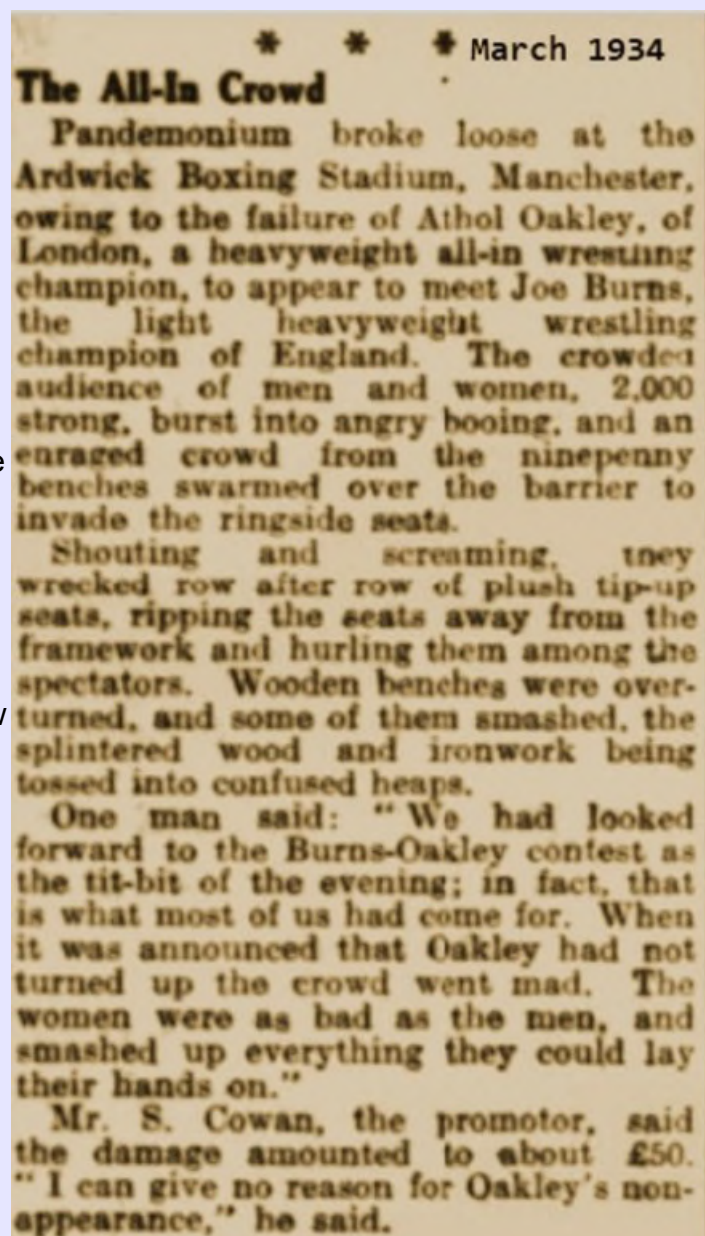 * * * March 1934
The All-In Crowd
Pandemonium broke loose at the
Ardwick Boxing Stadium, Manchester,
owing to the failure of Athol Oakley, of
London, a heavyweight all-in wrestling
champion, to appear to meet Joe Burns,
the light heavyweight wrestling
champion of England. The crowded
audience of men and women, 2,000
strong, burst into angry booing, and an
enraged crowd from the ninepenny
benches swarmed over the barrier to
invade the ringside seats.
Shouting and screaming, they
wrecked row after row of plush tip-up
seats, ripping the seats away from the
framework and hurling them among the
spectators. Wooden benches were over-
turned, and some of them smashed, the
splintered wood and ironwork being
tossed into confused heaps.
One man said: "We had looked
forward to the Burns-Oakley contest as
the tit-bit of the evening; in fact, that
is what most of us had come for. When
it was announced that Oakley had not
turned up the crowd went mad. The
women were as bad as the men, and
smashed up everything they could lay
their hands on."
Mr. S. Cowan, the promotor, said
the damage amounted to about £50.
"I can give no reason for Oakley's non-
appearance," he said.